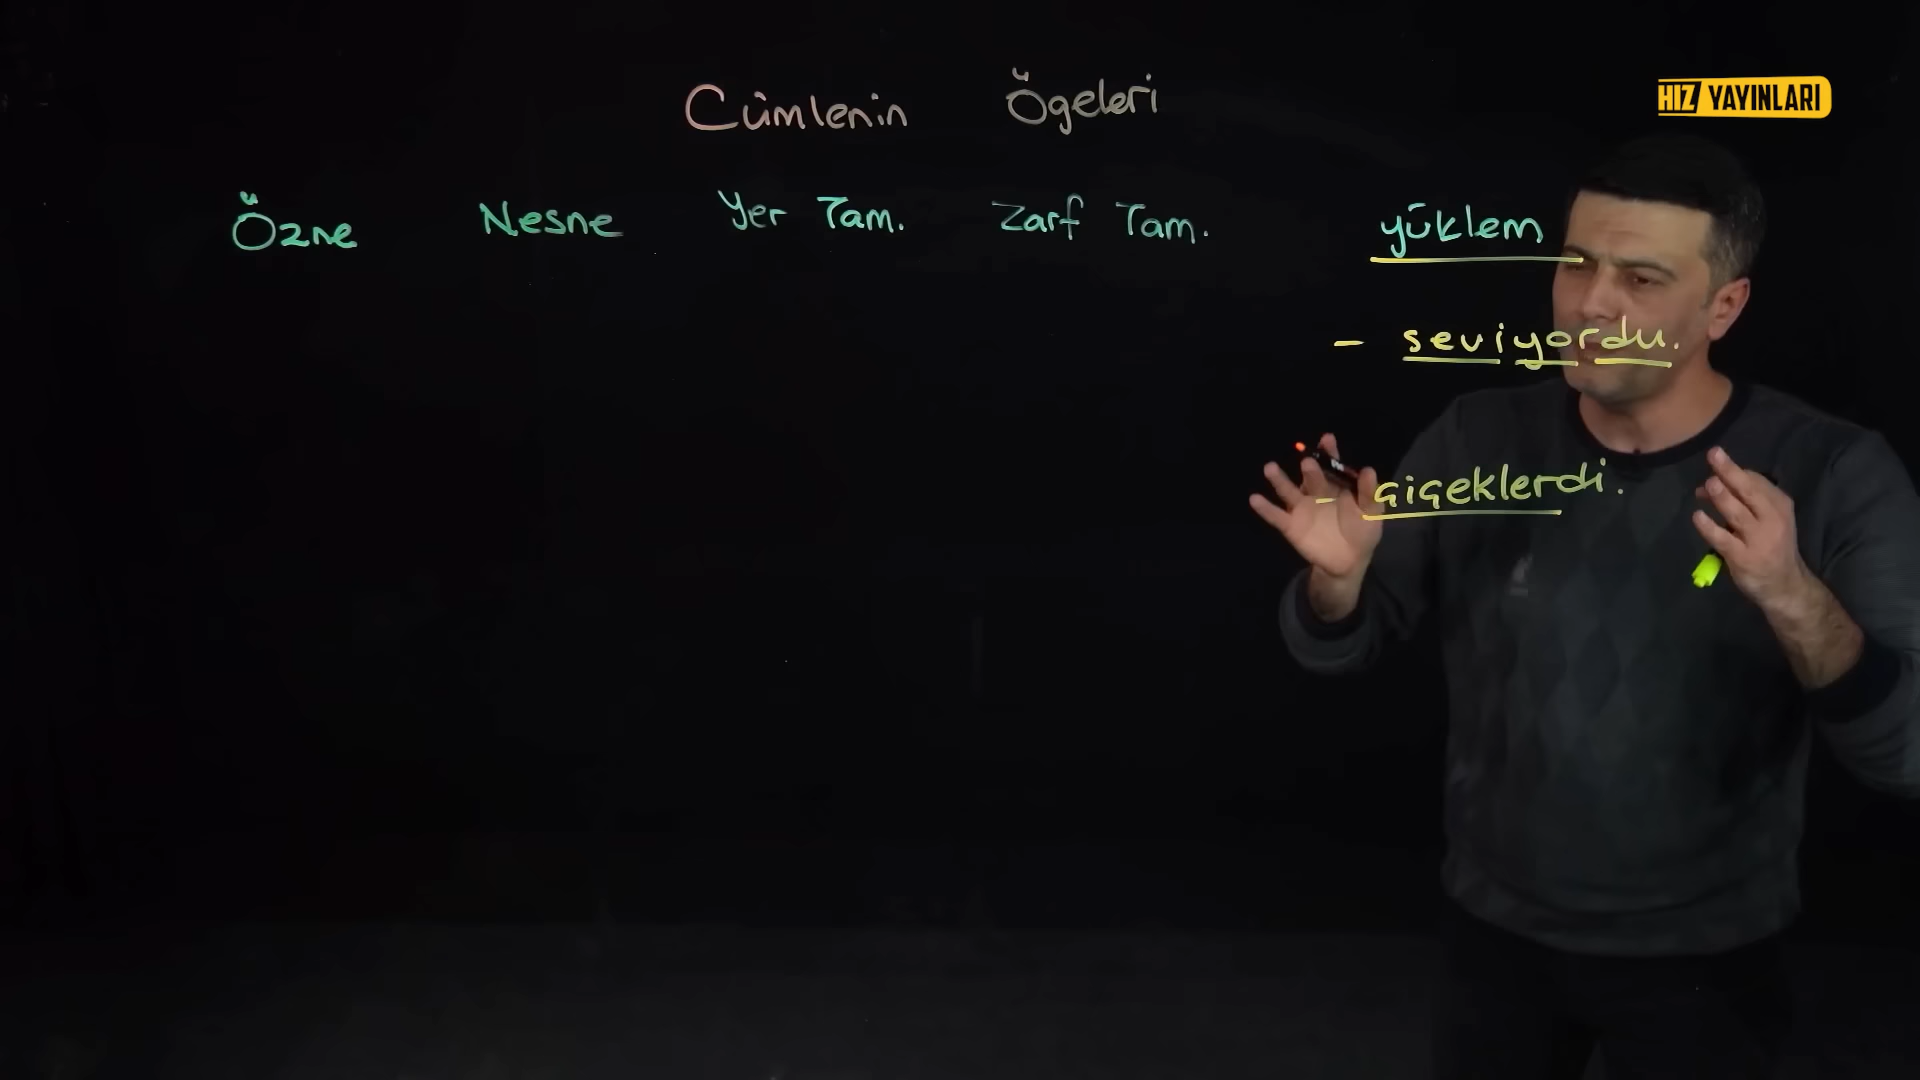 Cümlenin Ögeleri
HIZ YAYINLARI
Özne Nesne Yer Tam. Zarf Tam. yüklem
- seviyordu.
- çiçeklerdi.